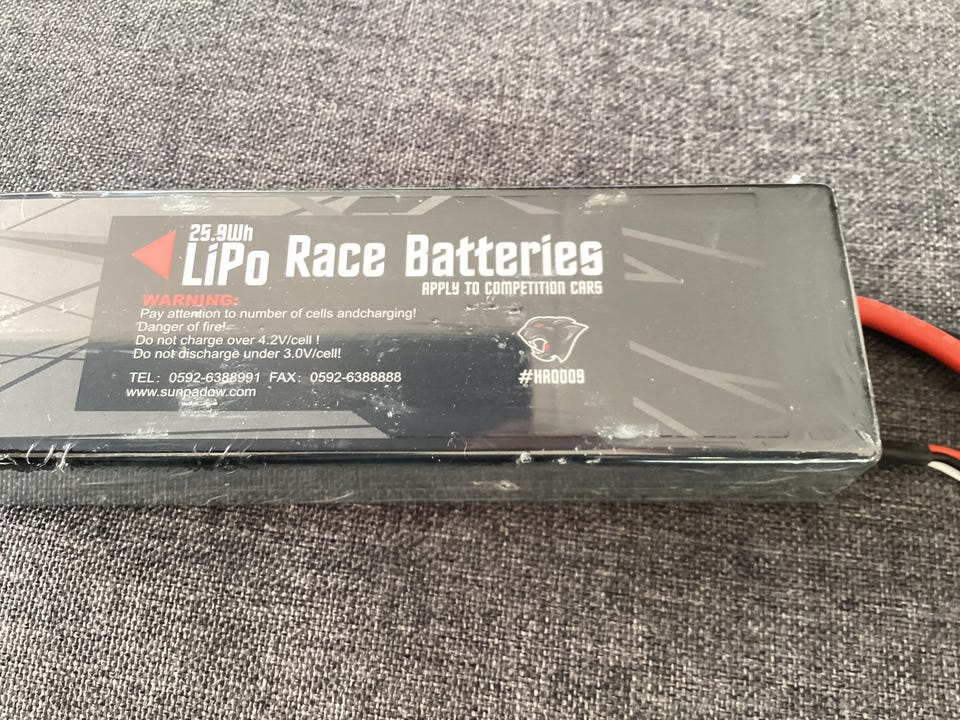 25.9Wh
LiPo Race Batteries
APPLY TO COMPETITION CARS
WARNING:
Pay attention to number of cells andcharging!
Danger of fire!
Do not charge over 4.2V/cell !
Do not discharge under 3.0V/cell!
#HR0009
TEL: 0592-6388991 FAX: 0592-6388888
www.sunpadow.com